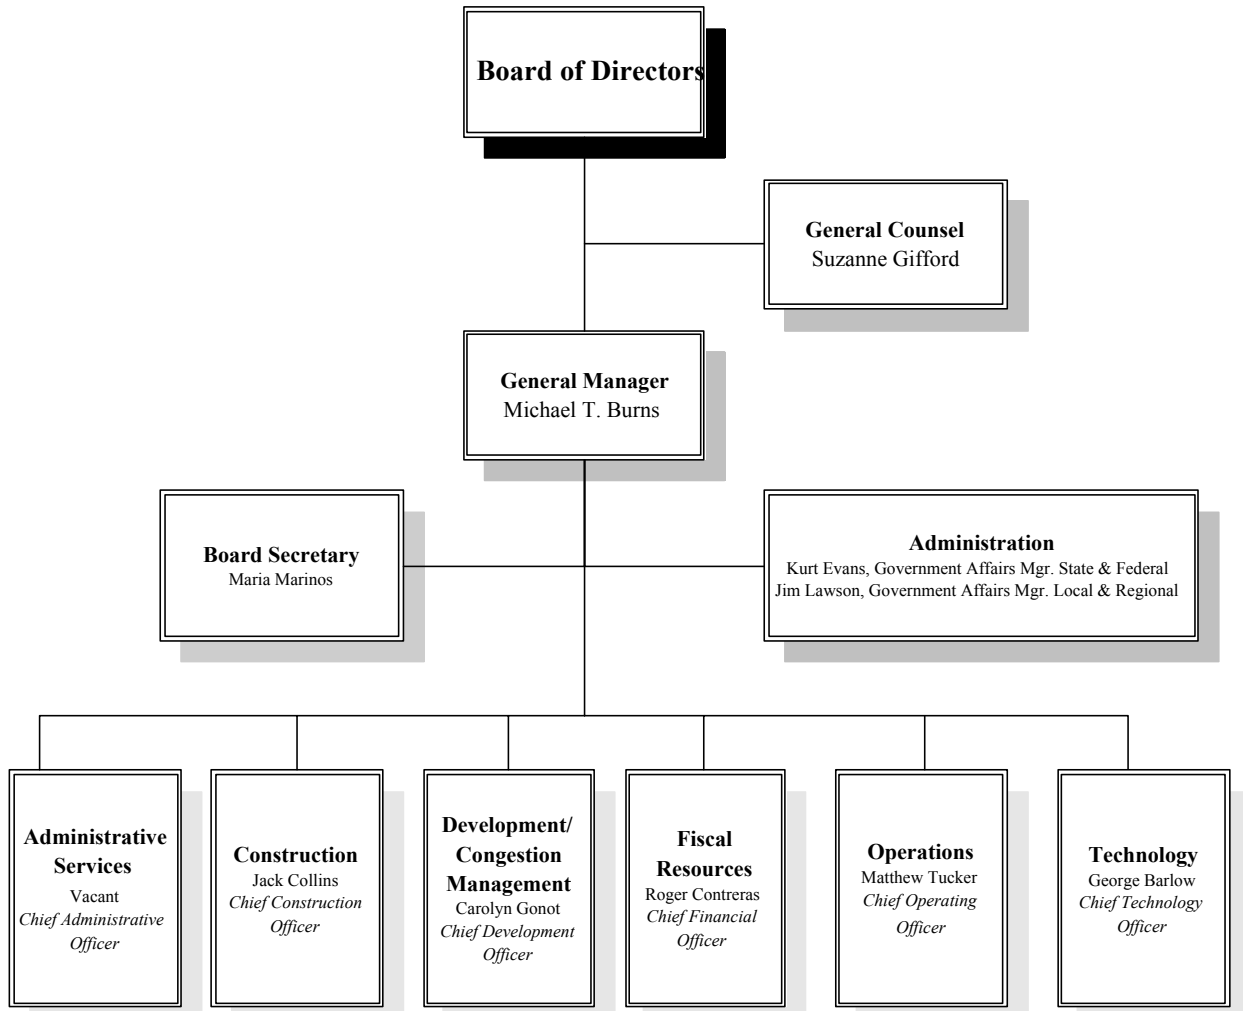 Board of Directors
General Counsel
Suzanne Gifford
General Manager
Michael T. Burns
Board Secretary
Maria Marinos
Administration
Kurt Evans, Government Affairs Mgr. State & Federal
Jim Lawson, Government Affairs Mgr. Local & Regional
Administrative
Services
Vacant
Chief Administrative
Officer
Construction
Jack Collins
Chief Construction
Officer
Development/
Congestion
Management
Carolyn Gonot
Chief Development
Officer
Fiscal
Resources
Roger Contreras
Chief Financial
Officer
Operations
Matthew Tucker
Chief Operating
Officer
Technology
George Barlow
Chief Technology
Officer